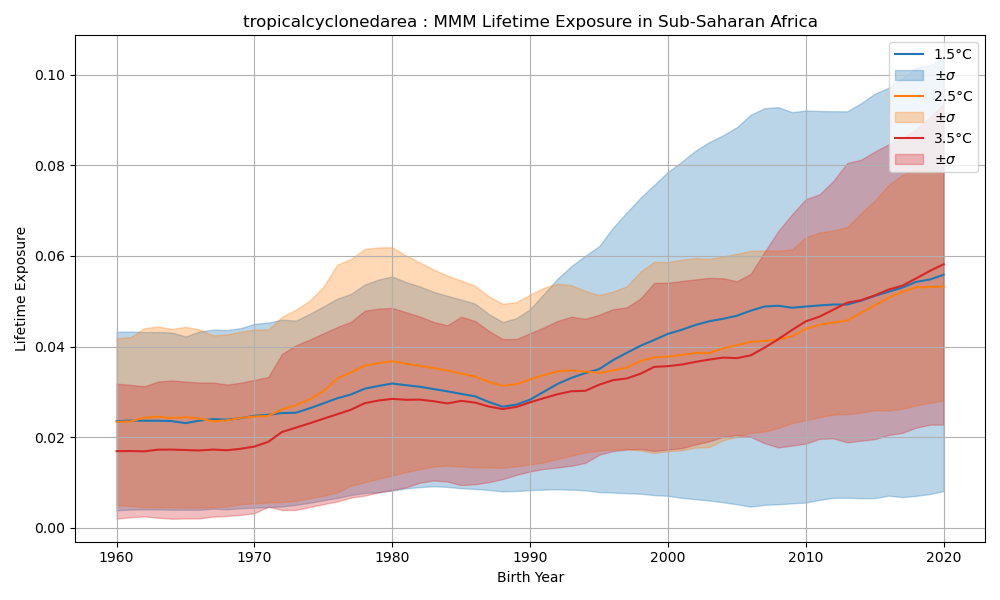 tropicalcyclonedarea : MMM Lifetime Exposure in Sub-Saharan Africa
1.5°C
±σ
2.5°C
±σ
3.5°C
±σ
0.10
0.08
0.06
0.04
0.02
0.00
Lifetime Exposure
1960 1970 1980 1990 2000 2010 2020
Birth Year